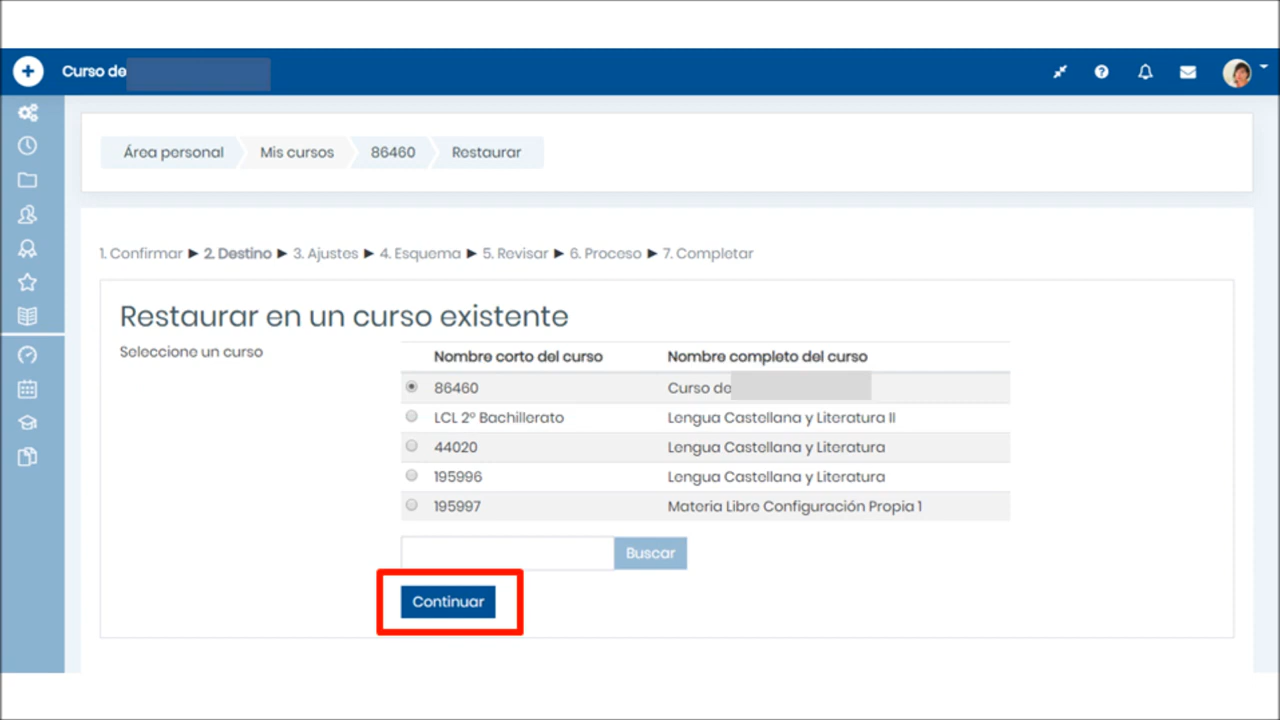 Curso de
Área personal Mis cursos 86460 Restaurar
1. Confirmar ► 2. Destino ► 3. Ajustes ► 4. Esquema ► 5. Revisar ► 6. Proceso ► 7. Completar
Restaurar en un curso existente
Seleccione un curso
Nombre corto del curso Nombre completo del curso
86460 Curso de
LCL 2º Bachillerato Lengua Castellana y Literatura II
44020 Lengua Castellana y Literatura
195996 Lengua Castellana y Literatura
195997 Materia Libre Configuración Propia 1
Buscar
Continuar